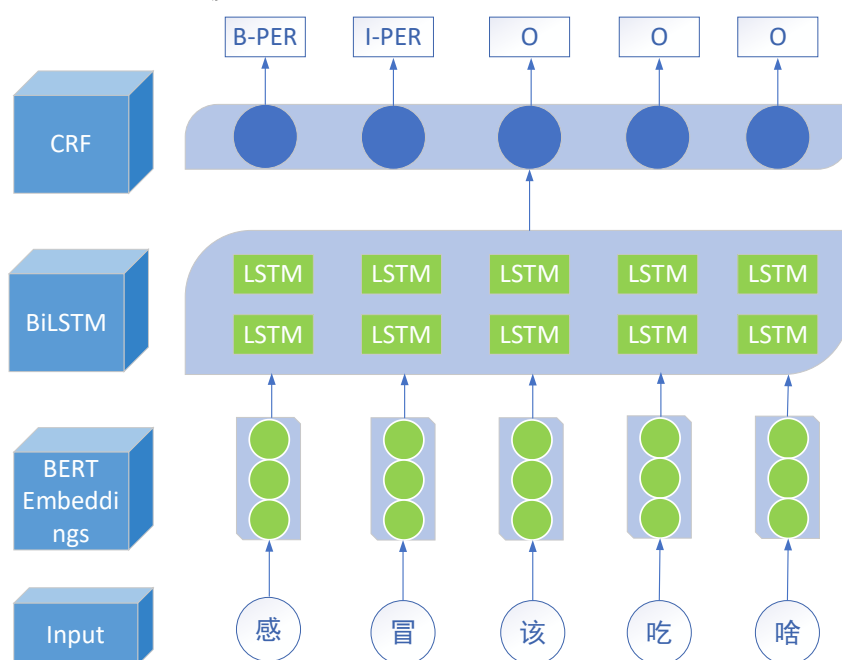 B-PER I-PER O O O
CRF
LSTM LSTM LSTM LSTM LSTM
BiLSTM
LSTM LSTM LSTM LSTM LSTM
BERT
Embeddi
ngs
Input
感 冒 该 吃 啥